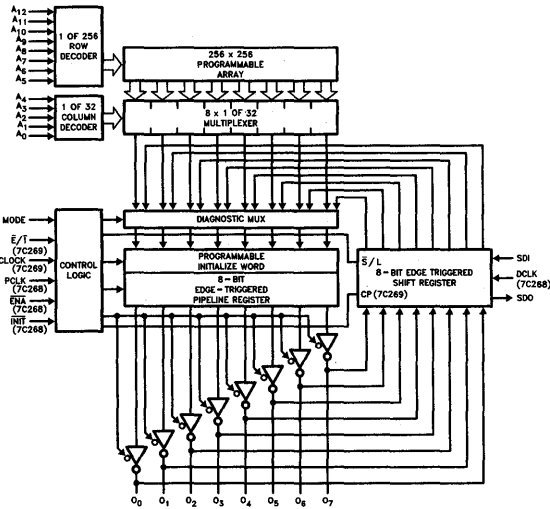 A12
A11
A10
A9
A8
A7
A6
A5
1 OF 256
ROW
DECODER
256 x 256
PROGRAMMABLE
ARRAY
A4
A3
A2
A1
A0
1 OF 32
COLUMN
DECODER
8 x 1 OF 32
MULTIPLEXER
MODE
E̅/I̅
(7C269)
CLOCK
(7C269)
PCLK
(7C268)
E̅N̅A̅
(7C268)
I̅N̅I̅T̅
(7C268)
CONTROL
LOGIC
DIAGNOSTIC MUX
PROGRAMMABLE
INITIALIZE WORD
8-BIT
EDGE-TRIGGERED
PIPELINE REGISTER
S̅/L
8-BIT EDGE TRIGGERED
SHIFT REGISTER
CP (7C269)
SDI
DCLK
(7C268)
SDO
O0 O1 O2 O3 O4 O5 O6 O7